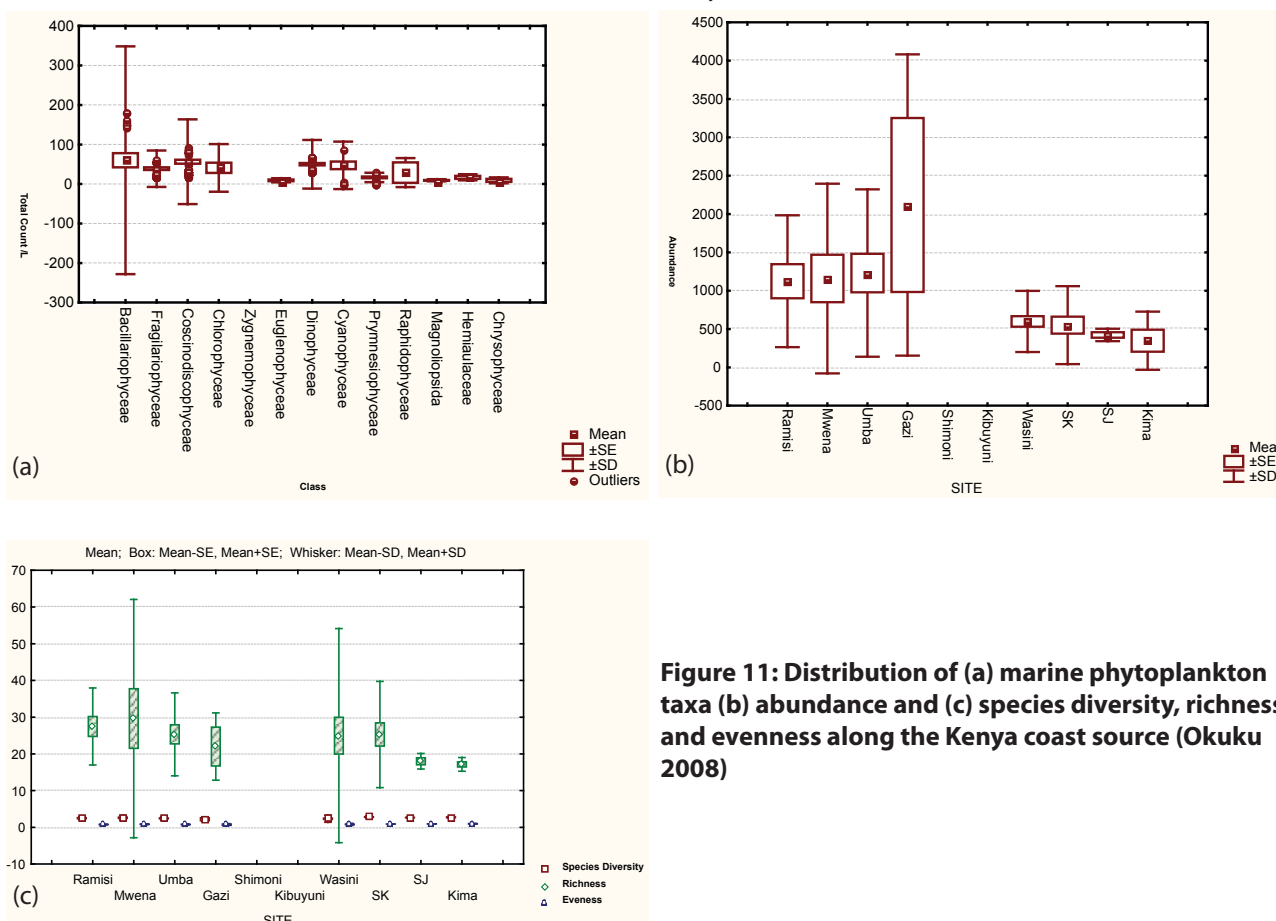 400
300
200
100
0
-100
-200
-300
Total Count /L
Bacillariophyceae
Fragilariophyceae
Coscinodiscophyceae
Chlorophyceae
Zygnemophyceae
Euglenophyceae
Dinophyceae
Cyanophyceae
Prymnesiophyceae
Raphidophyceae
Magnoliopsida
Hemiaulaceae
Chrysophyceae
Class
Mean
±SE
±SD
Outliers
(a)
4500
4000
3500
3000
2500
2000
1500
1000
500
0
-500
Abundance
Ramisi
Mwena
Umba
Gazi
Shimoni
Kibuyuni
Wasini
SK
SJ
Kima
SITE
Mea
±SE
±SD
(b)
Mean; Box: Mean-SE, Mean+SE; Whisker: Mean-SD, Mean+SD
70
60
50
40
30
20
10
0
-10
Ramisi
Mwena
Umba
Gazi
Shimoni
Kibuyuni
Wasini
SK
SJ
Kima
SITE
Species Diversity
Richness
Eveness
(c)
Figure 11: Distribution of (a) marine phytoplankton
taxa (b) abundance and (c) species diversity, richness
and evenness along the Kenya coast source (Okuku
2008)